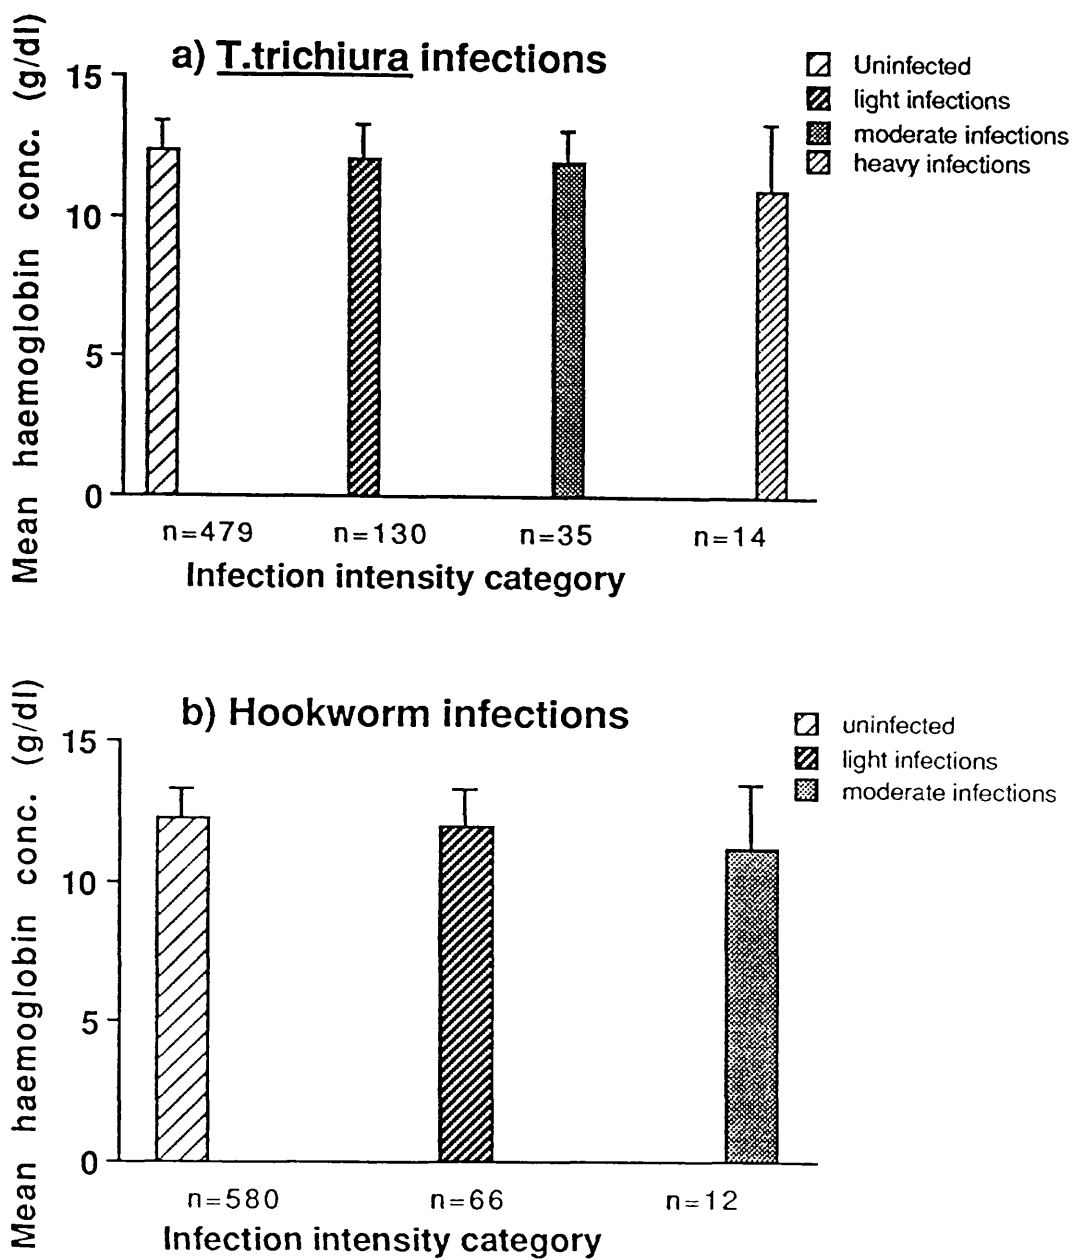 a) T.trichiura infections
Mean haemoglobin conc. (g/dl)
15
10
5
0
Uninfected
light infections
moderate infections
heavy infections
n=479 n=130 n=35 n=14
Infection intensity category
b) Hookworm infections
Mean haemoglobin conc. (g/dl)
15
10
5
0
uninfected
light infections
moderate infections
n=580 n=66 n=12
Infection intensity category